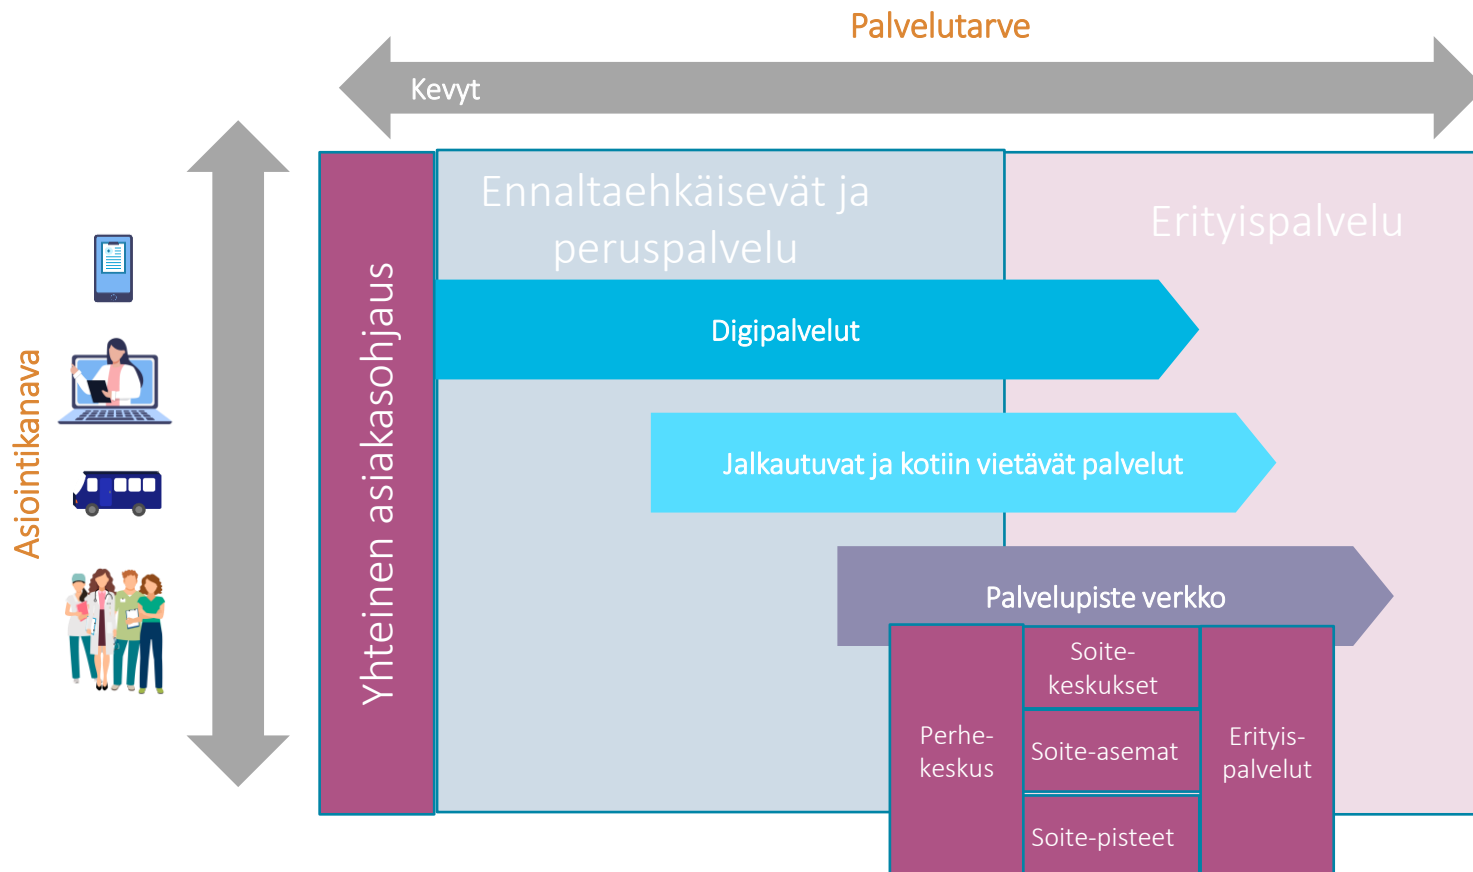 Palvelutarve
Kevyt
Asiointikanava
Yhteinen asiakasohjaus
Ennaltaehkäisevät ja
peruspalvelu
Erityispalvelu
Digipalvelut
Jalkautuvat ja kotiin vietävät palvelut
Palvelupiste verkko
Perhe-
keskus
Soite-
keskukset
Soite-asemat
Soite-pisteet
Erityis-
palvelut